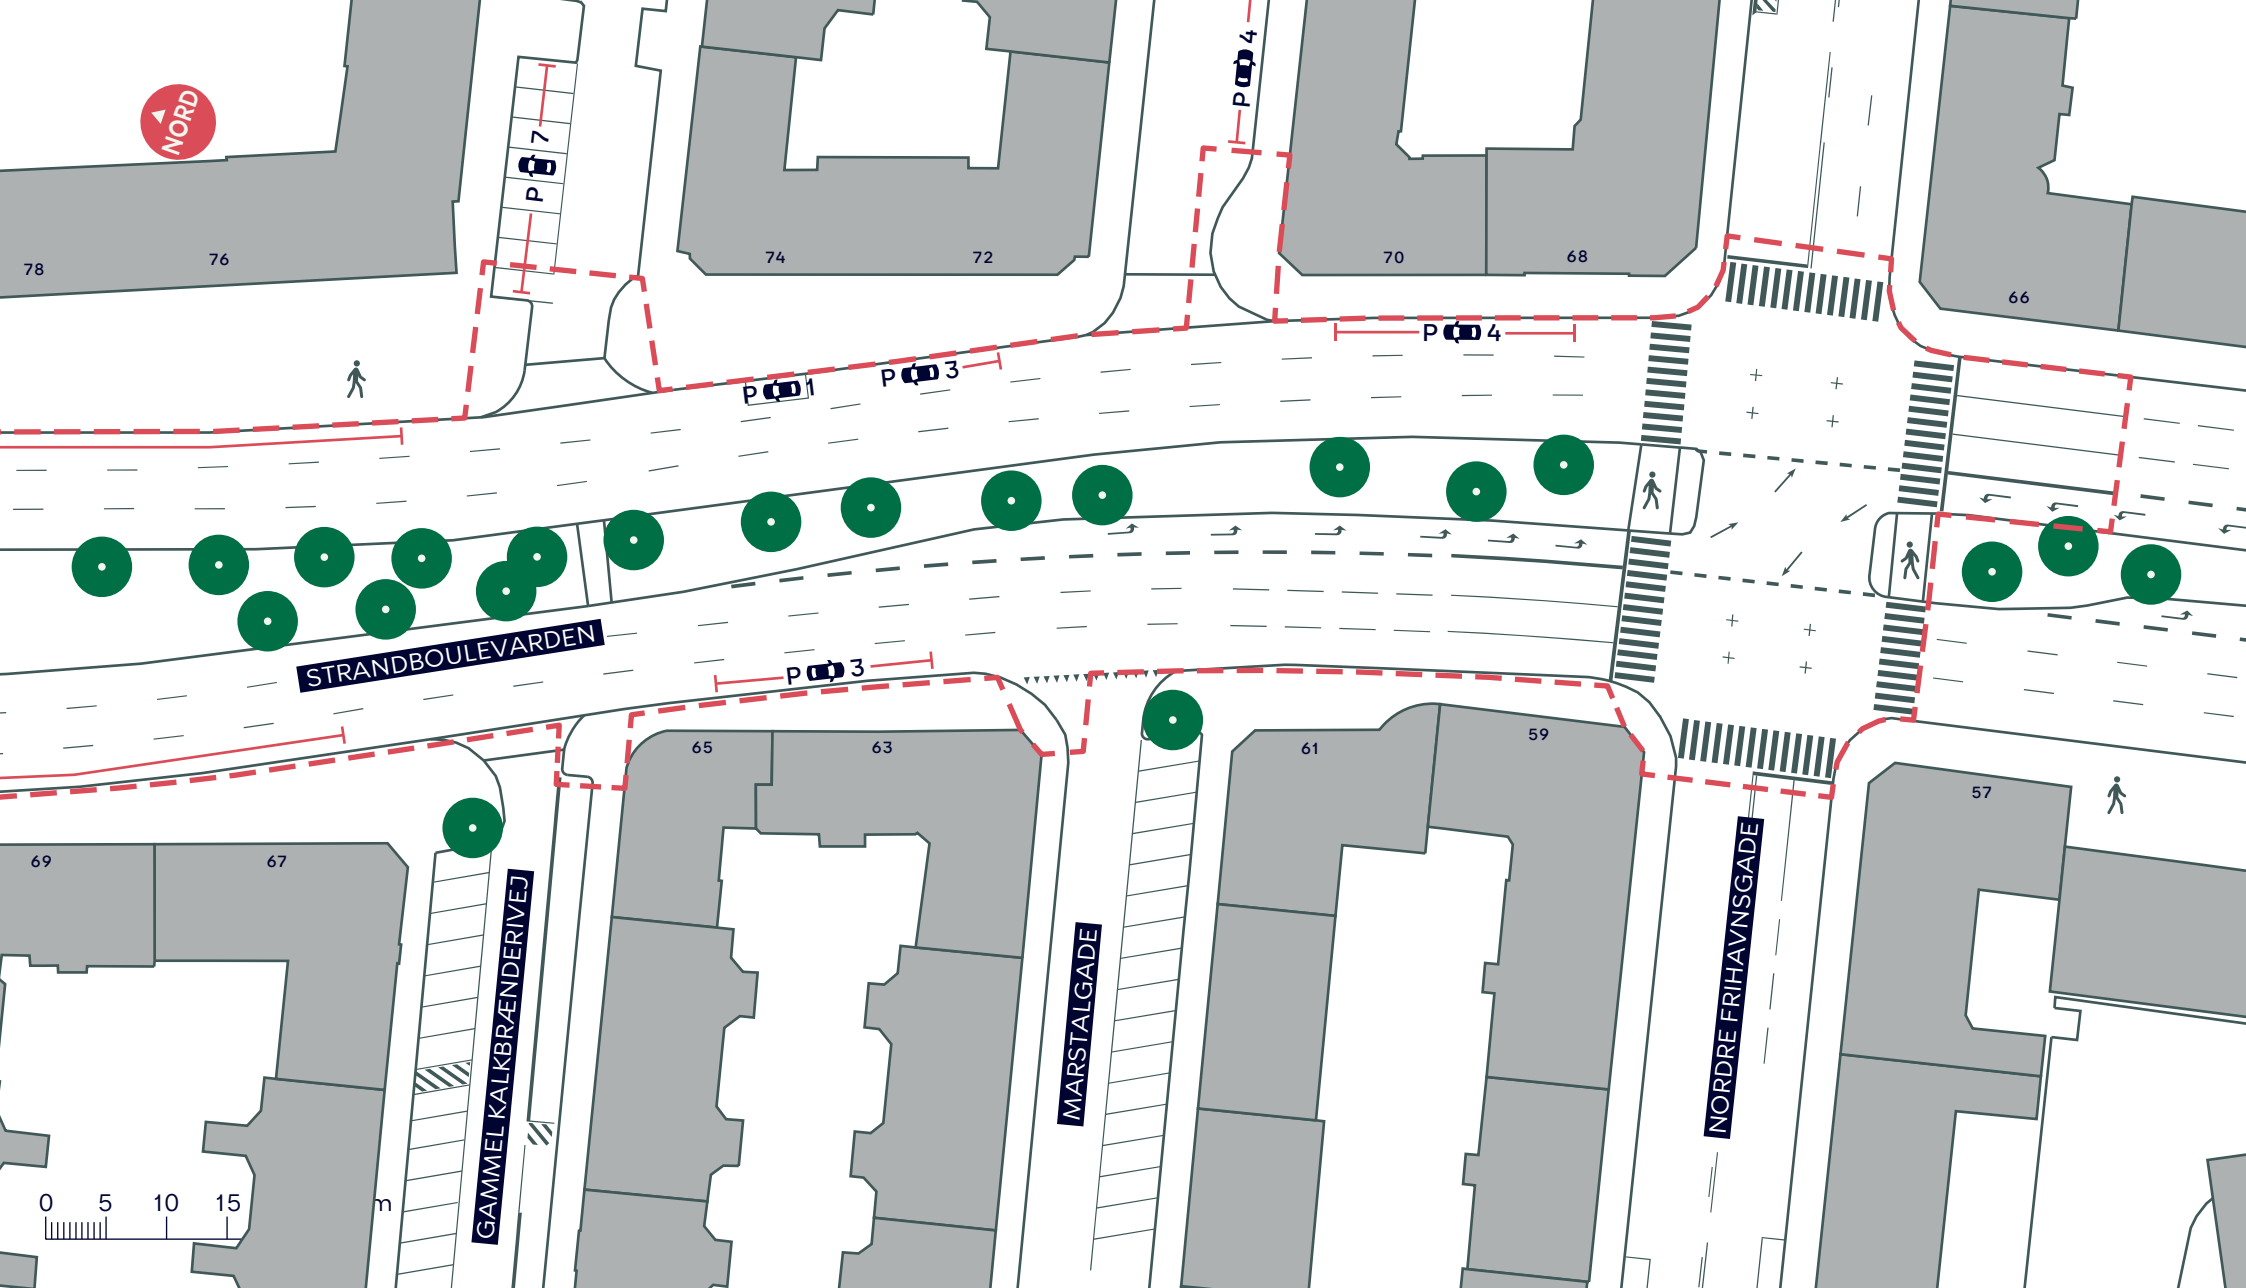 NORD
P 7
P 4
78
76
74
72
70
68
66
P 4
P 3
P 1
STRANDBOULEVARDEN
P 3
65
63
61
59
57
69
67
GAMMEL KALKBRÆNDERIVEJ
MARSTALGADE
NORDRE FRIHAVNSGADE
0 5 10 15 m